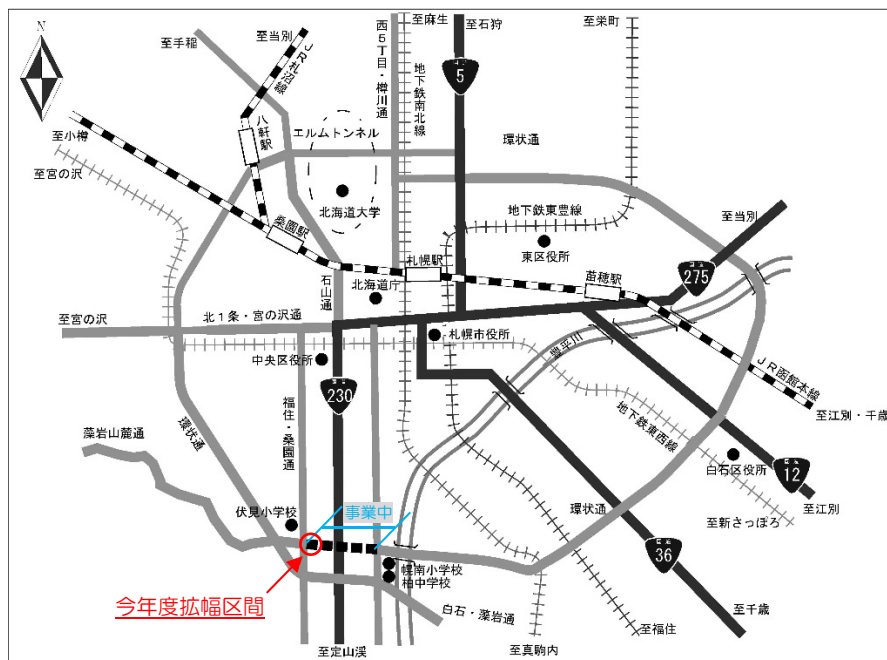 N
至手稲
至当別
JR札沼線
八軒駅
西5丁目・樽川通
至麻生
地下鉄南北線
至石狩
国道
5
至栄町
環状通
エルムトンネル
北海道大学
至小樽
至宮の沢
桑園駅
地下鉄東豊線
東区役所
至当別
国道
275
札幌駅
苗穂駅
石山通
北海道庁
北1条・宮の沢通
至宮の沢
札幌市役所
豊平川
中央区役所
国道
230
JR函館本線
至江別・千歳
地下鉄東西線
白石区役所
国道
12
至江別
至新さっぽろ
藻岩山麓通
環状通
福住・桑園通
伏見小学校
事業中
環状通
国道
36
幌南小学校
柏中学校
今年度拡幅区間
白石・藻岩通
至千歳
至福住
至真駒内
至定山渓